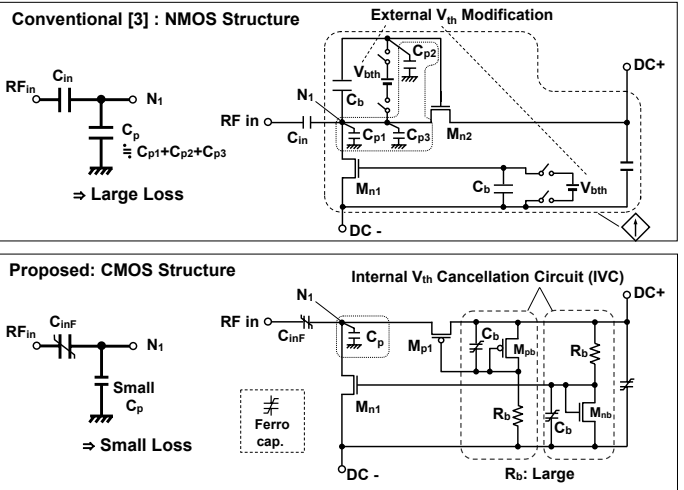 Conventional [3] : NMOS Structure
External Vth Modification
Cin
RFin
N1
Cp
≒ Cp1+Cp2+Cp3
⇒ Large Loss
Cp2
Vbth
Cb
DC+
N1
RF in
Cin
Cp1
Cp3
Mn2
Mn1
Cb
Vbth
DC -
Proposed: CMOS Structure
Internal Vth Cancellation Circuit (IVC)
CinF
RFin
N1
Small
Cp
⇒ Small Loss
N1
DC+
RF in
CinF
Cp
Mp1
Cb
Mpb
Rb
Mn1
Rb
Cb
Mnb
Ferro
cap.
DC -
Rb: Large